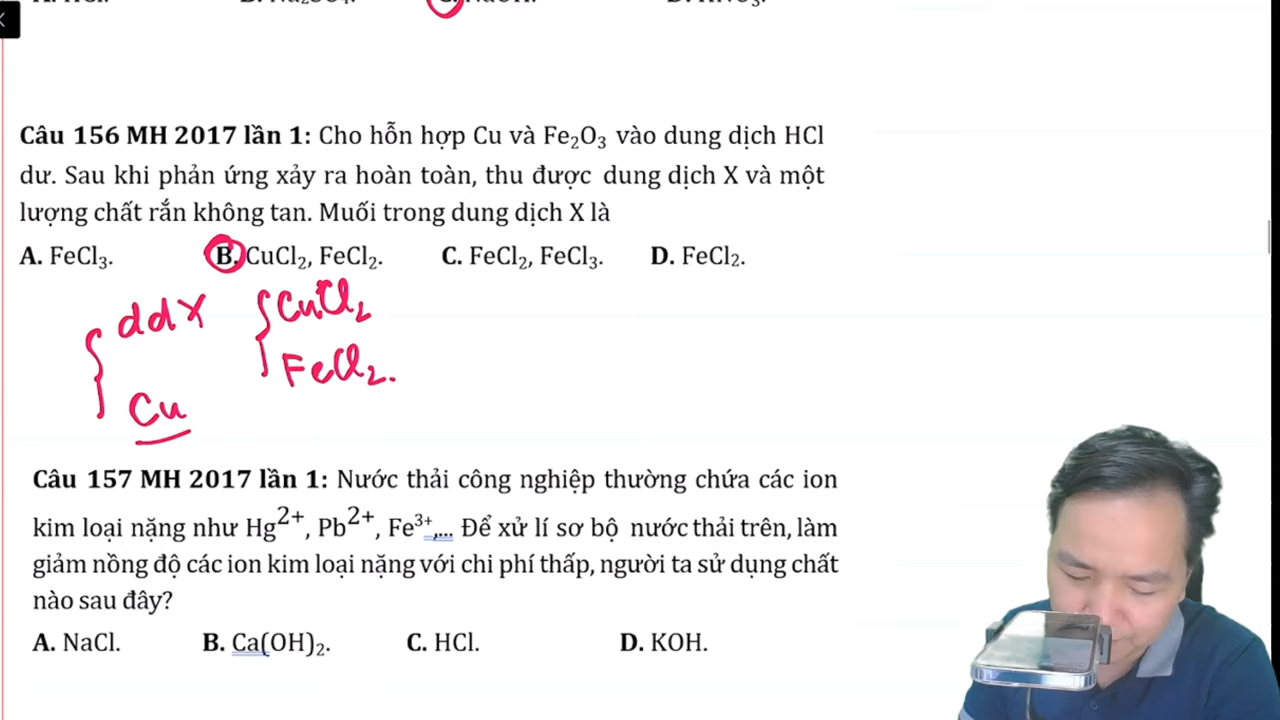 Câu 156 MH 2017 lần 1: Cho hỗn hợp Cu và Fe₂O₃ vào dung dịch HCl
dư. Sau khi phản ứng xảy ra hoàn toàn, thu được dung dịch X và một
lượng chất rắn không tan. Muối trong dung dịch X là
A. FeCl₃. B. CuCl₂, FeCl₂. C. FeCl₂, FeCl₃. D. FeCl₂.
ddX CuCl₂
FeCl₂.
Cu
Câu 157 MH 2017 lần 1: Nước thải công nghiệp thường chứa các ion
kim loại nặng như Hg²⁺, Pb²⁺, Fe³⁺,... Để xử lí sơ bộ nước thải trên, làm
giảm nồng độ các ion kim loại nặng với chi phí thấp, người ta sử dụng chất
nào sau đây?
A. NaCl. B. Ca(OH)₂. C. HCl. D. KOH.